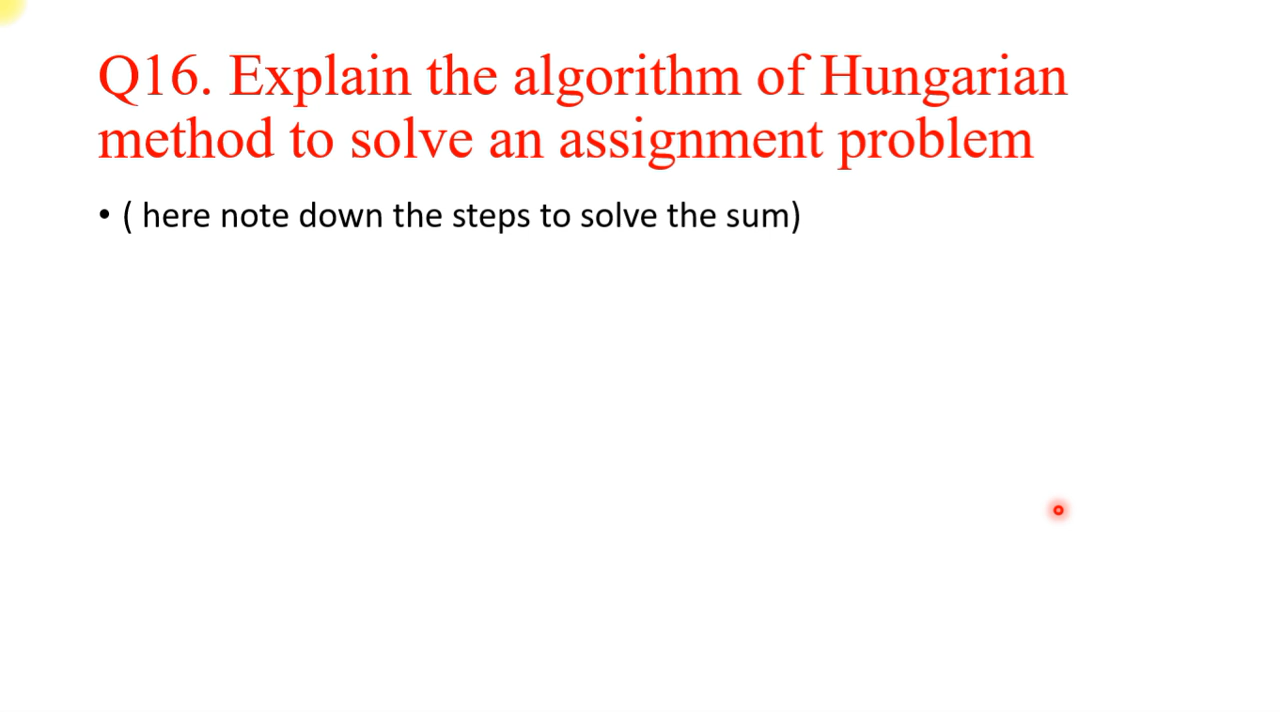 Q16. Explain the algorithm of Hungarian
method to solve an assignment problem
• ( here note down the steps to solve the sum)